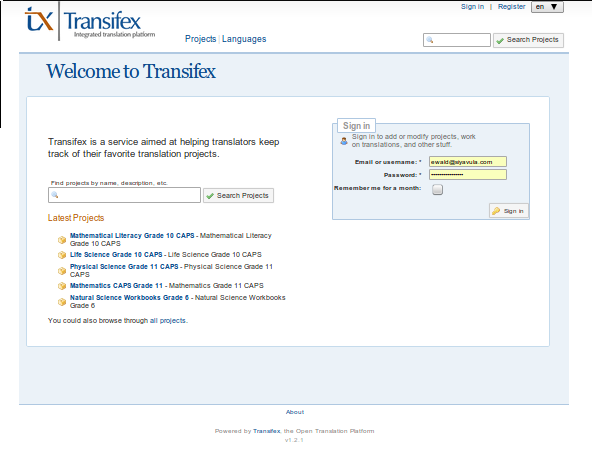 Sign in | Register en ▼
tx Transifex
Integrated translation platform
Projects | Languages
Search Projects
Welcome to Transifex
Sign in
Sign in to add or modify projects, work
on translations, and other stuff.
Transifex is a service aimed at helping translators keep
track of their favorite translation projects.
Email or username: * ewald@siyavula.com
Password: * ••••••••••••••
Remember me for a month:
Sign in
Find projects by name, description, etc.
Search Projects
Latest Projects
Mathematical Literacy Grade 10 CAPS - Mathematical Literacy
Grade 10 CAPS
Life Science Grade 10 CAPS - Life Science Grade 10 CAPS
Physical Science Grade 11 CAPS - Physical Science Grade 11
CAPS
Mathematics CAPS Grade 11 - Mathematics Grade 11 CAPS
Natural Science Workbooks Grade 6 - Natural Science Workbooks
Grade 6
You could also browse through all projects.
About
Powered by Transifex, the Open Translation Platform
v1.2.1